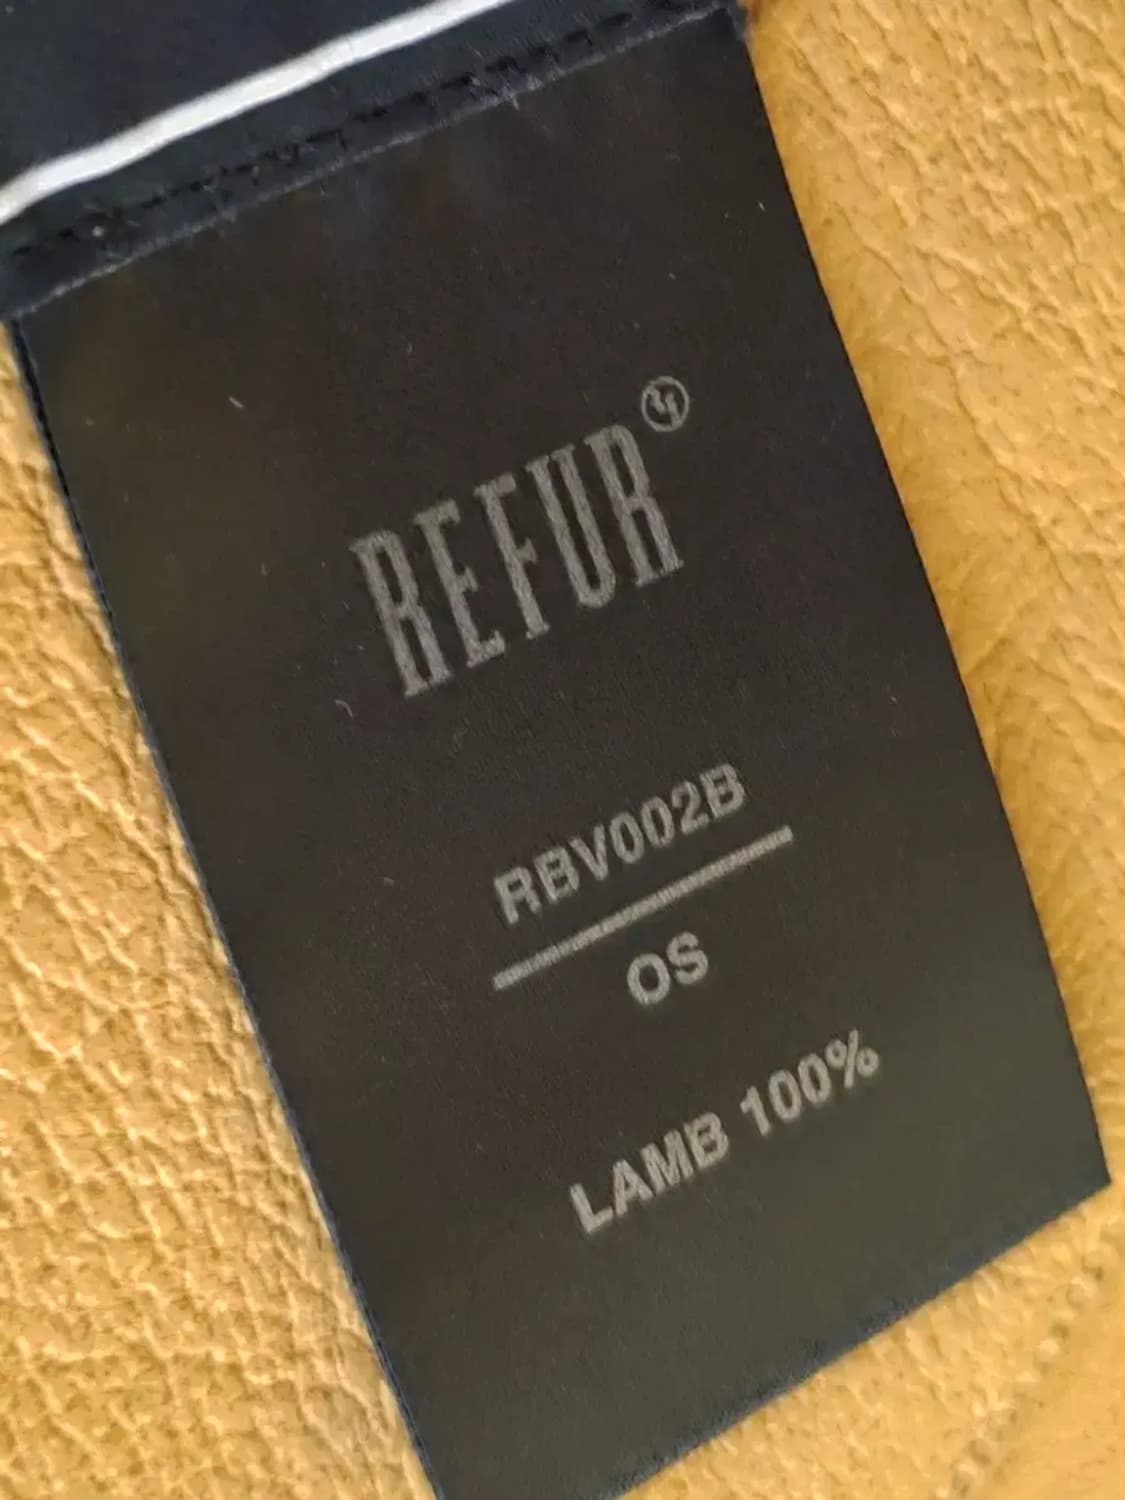 REFUR
RBV002B
OS
LAMB 100%